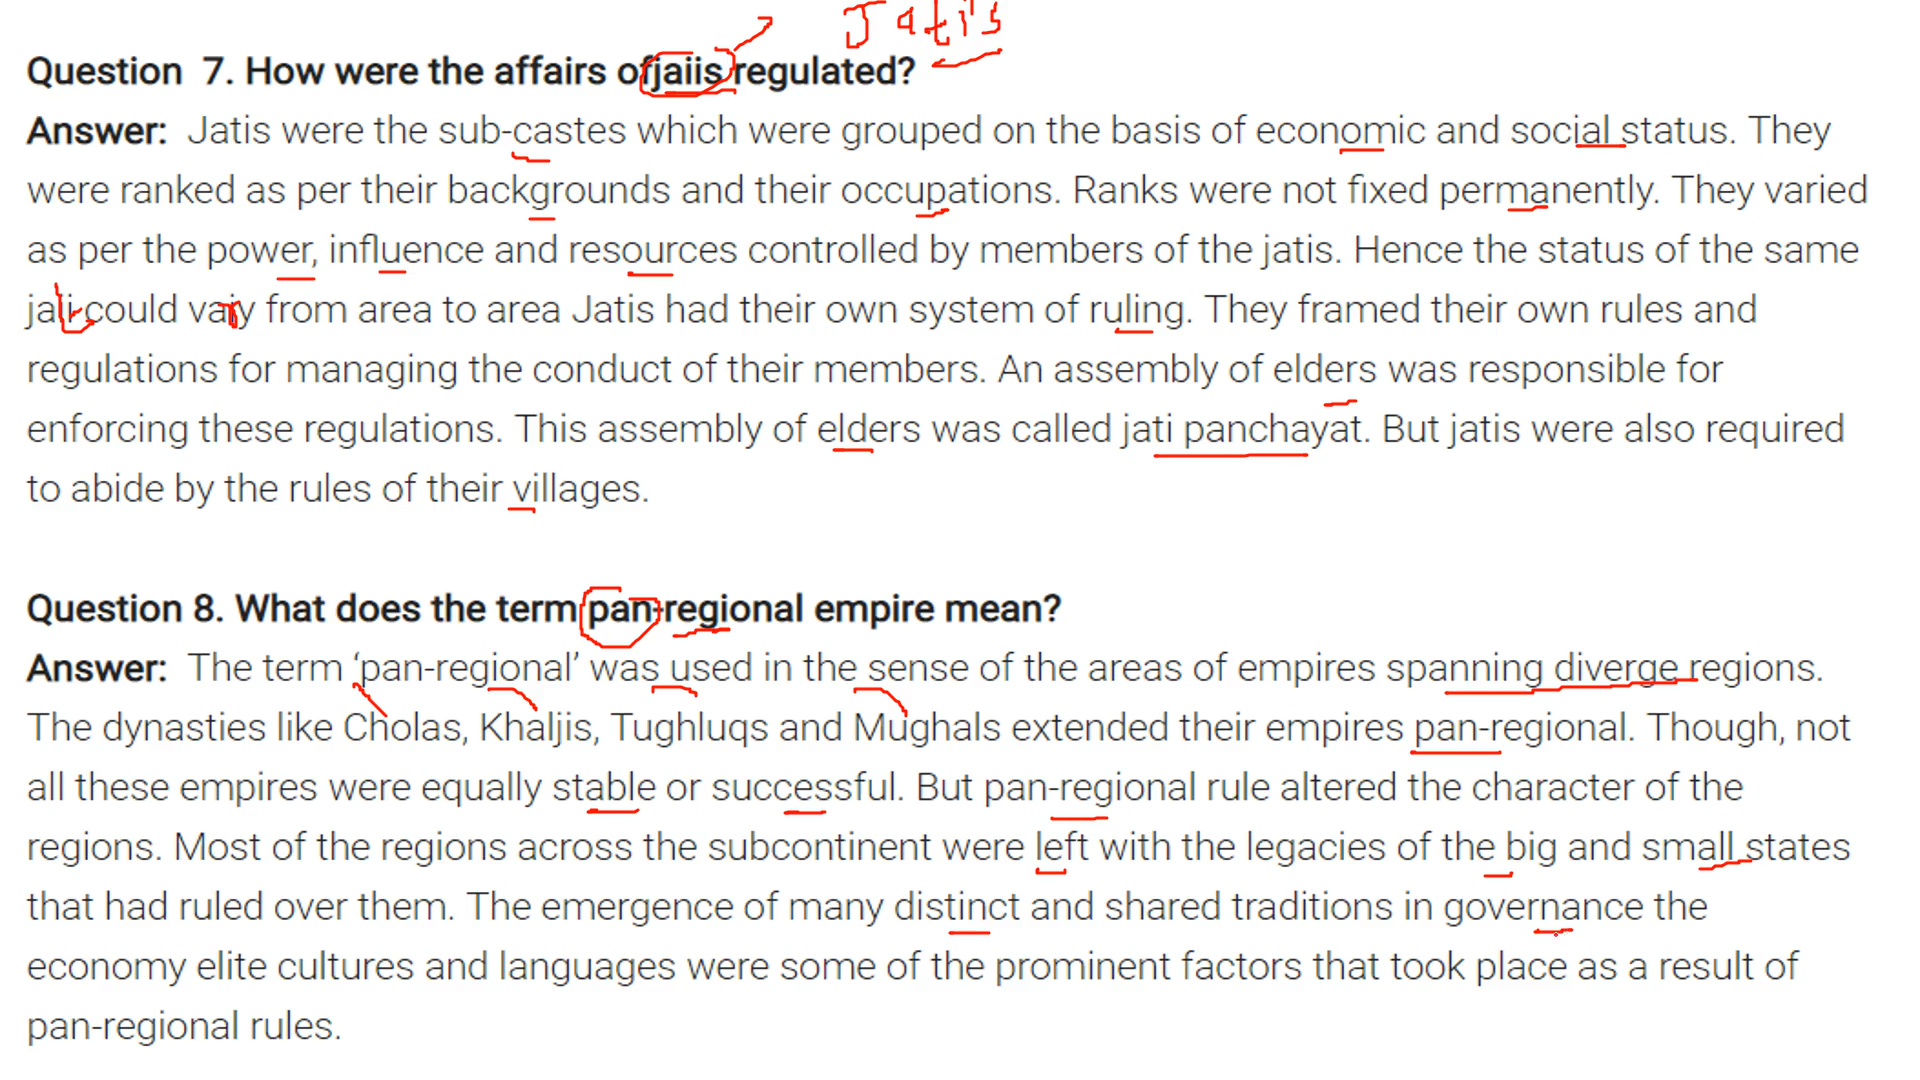 Jatis
Question 7. How were the affairs ofjaiis regulated?
Answer: Jatis were the sub-castes which were grouped on the basis of economic and social status. They
were ranked as per their backgrounds and their occupations. Ranks were not fixed permanently. They varied
as per the power, influence and resources controlled by members of the jatis. Hence the status of the same
could vary from area to area Jatis had their own system of ruling. They framed their own rules and
regulations for managing the conduct of their members. An assembly of elders was responsible for
enforcing these regulations. This assembly of elders was called jati panchayat. But jatis were also required
to abide by the rules of their villages.
Question 8. What does the term pan-regional empire mean?
Answer: The term ‘pan-regional’ was used in the sense of the areas of empires spanning diverge regions.
The dynasties like Cholas, Khaljis, Tughluqs and Mughals extended their empires pan-regional. Though, not
all these empires were equally stable or successful. But pan-regional rule altered the character of the
regions. Most of the regions across the subcontinent were left with the legacies of the big and small states
that had ruled over them. The emergence of many distinct and shared traditions in governance the
economy elite cultures and languages were some of the prominent factors that took place as a result of
pan-regional rules.